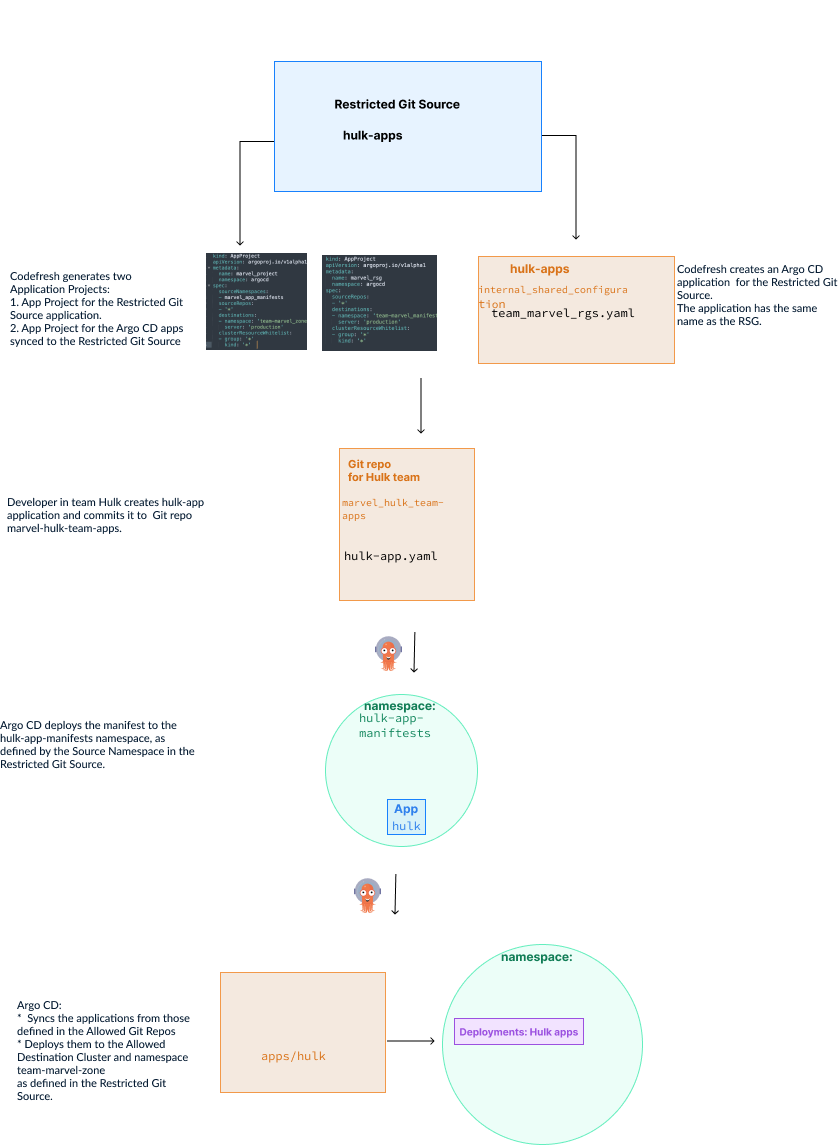 Restricted Git Source
hulk-apps
Codefresh generates two
Application Projects:
1. App Project for the Restricted Git
Source application.
2. App Project for the Argo CD apps
synced to the Restricted Git Source
kind: AppProject
apiVersion: argoproj.io/v1alpha1
metadata:
name: marvel_project
namespace: argocd
spec:
sourceNamespaces:
- marvel_app_manifests
sourceRepos:
- '*'
destinations:
- namespace: 'team-marvel_zone
server: 'production'
clusterResourceWhitelist:
- group: '*'
kind: '*'
kind: AppProject
apiVersion: argoproj.io/v1alpha1
metadata:
name: marvel_rsg
namespace: argocd
spec:
sourceRepos:
- '*'
destinations:
- namespace: 'team-marvel_manifest
server: 'production'
clusterResourceWhitelist:
- group: '*'
kind: '*'
hulk-apps
internal_shared_configura
tion
team_marvel_rgs.yaml
Codefresh creates an Argo CD
application for the Restricted Git
Source.
The application has the same
name as the RSG.
Developer in team Hulk creates hulk-app
application and commits it to Git repo
marvel-hulk-team-apps.
Git repo
for Hulk team
marvel_hulk_team-
apps
hulk-app.yaml
Argo CD deploys the manifest to the
hulk-app-manifests namespace, as
defined by the Source Namespace in the
Restricted Git Source.
namespace:
hulk-app-
maniftests
App
hulk
Argo CD:
* Syncs the applications from those
defined in the Allowed Git Repos
* Deploys them to the Allowed
Destination Cluster and namespace
team-marvel-zone
as defined in the Restricted Git
Source.
apps/hulk
namespace:
Deployments: Hulk apps